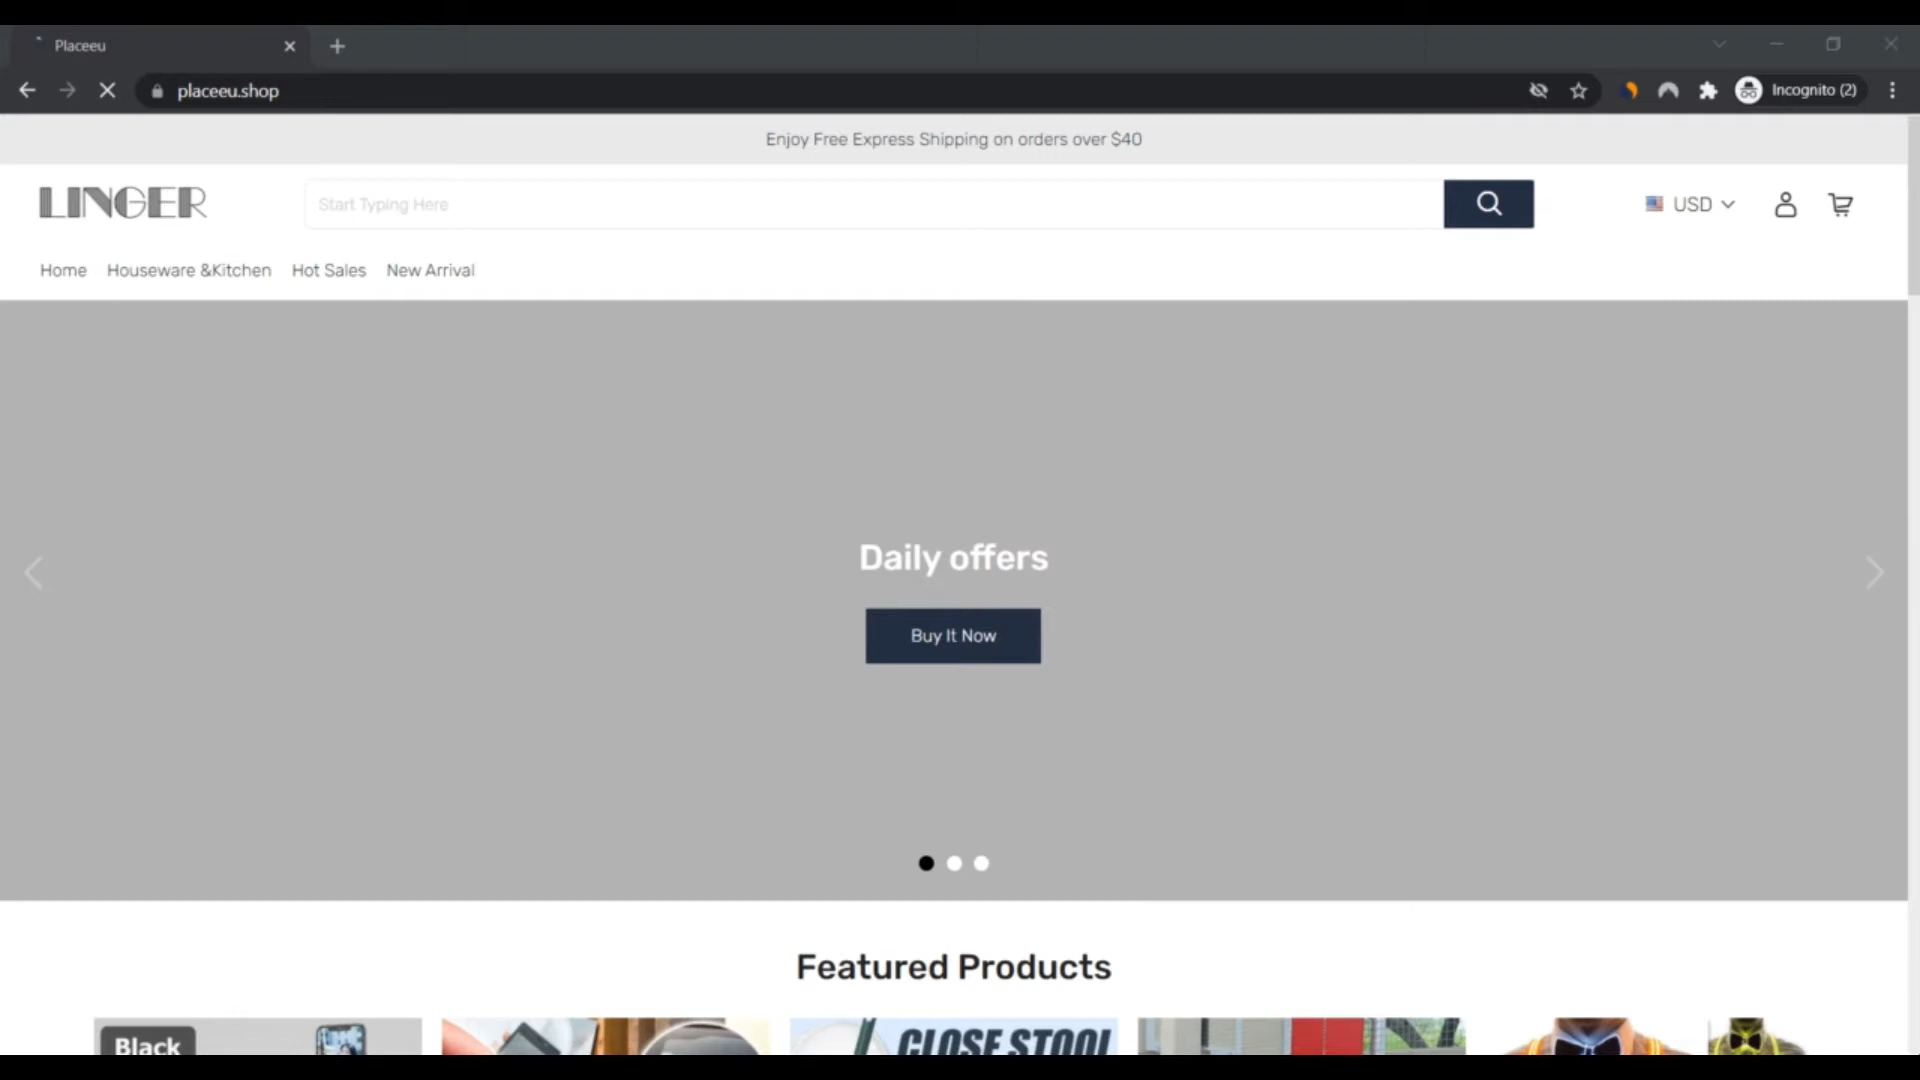 Placeeu
placeeu.shop
Incognito (2)
Enjoy Free Express Shipping on orders over $40
LINGER
Start Typing Here
USD
Home Houseware &Kitchen Hot Sales New Arrival
Daily offers
Buy It Now
Featured Products
Black
CLOSE STOOL